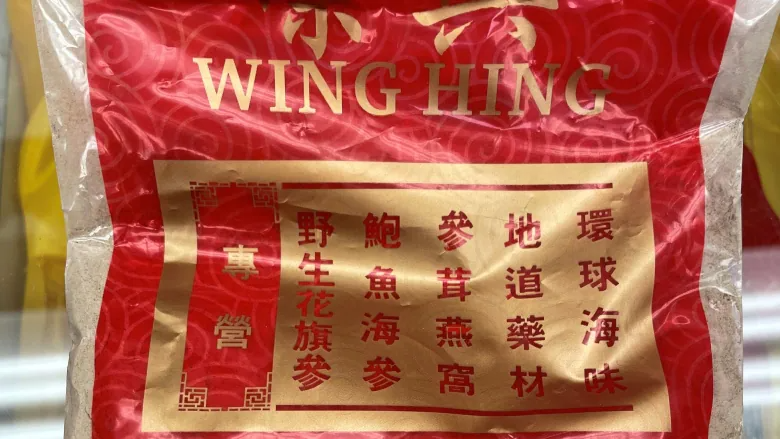 WING HING
專營
野生花旗參
鮑魚海參
參茸燕窩
地道藥材
環球海味